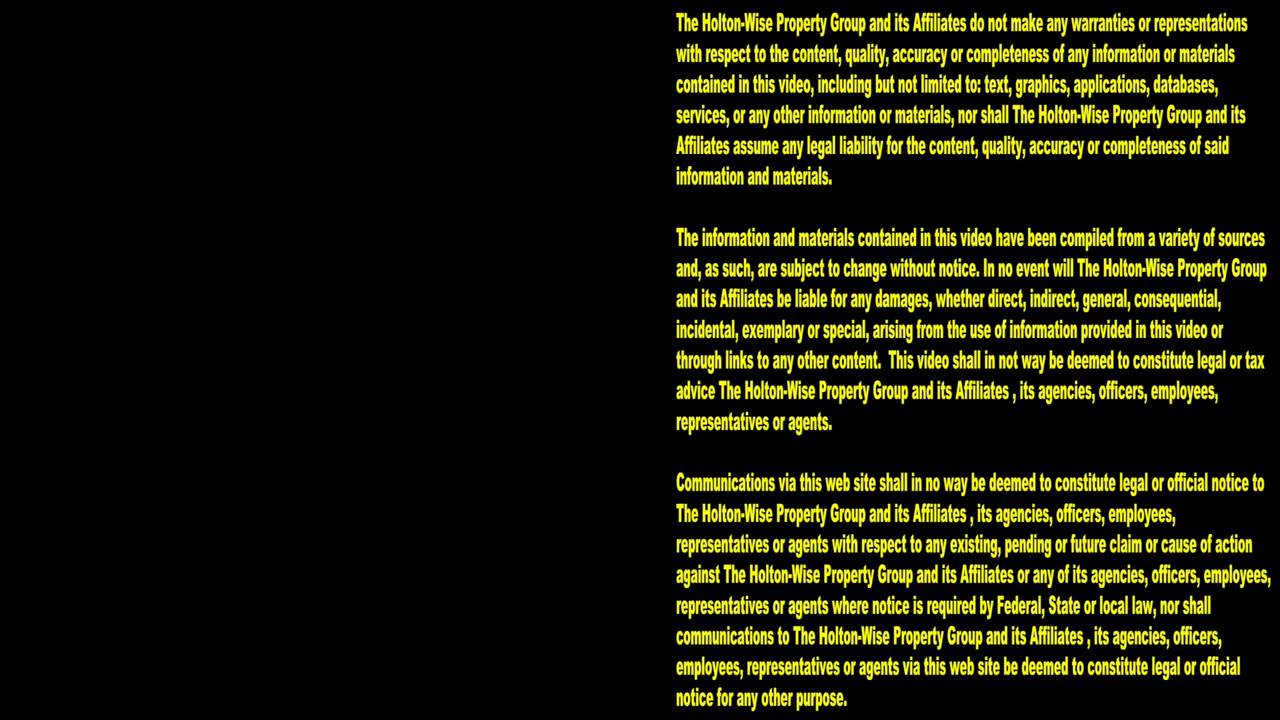 The Holton-Wise Property Group and its Affiliates do not make any warranties or representations
with respect to the content, quality, accuracy or completeness of any information or materials
contained in this video, including but not limited to: text, graphics, applications, databases,
services, or any other information or materials, nor shall The Holton-Wise Property Group and its
Affiliates assume any legal liability for the content, quality, accuracy or completeness of said
information and materials.
The information and materials contained in this video have been compiled from a variety of sources
and, as such, are subject to change without notice. In no event will The Holton-Wise Property Group
and its Affiliates be liable for any damages, whether direct, indirect, general, consequential,
incidental, exemplary or special, arising from the use of information provided in this video or
through links to any other content.  This video shall in not way be deemed to constitute legal or tax
advice The Holton-Wise Property Group and its Affiliates , its agencies, officers, employees,
representatives or agents.
Communications via this web site shall in no way be deemed to constitute legal or official notice to
The Holton-Wise Property Group and its Affiliates , its agencies, officers, employees,
representatives or agents with respect to any existing, pending or future claim or cause of action
against The Holton-Wise Property Group and its Affiliates or any of its agencies, officers, employees,
representatives or agents where notice is required by Federal, State or local law, nor shall
communications to The Holton-Wise Property Group and its Affiliates , its agencies, officers,
employees, representatives or agents via this web site be deemed to constitute legal or official
notice for any other purpose.